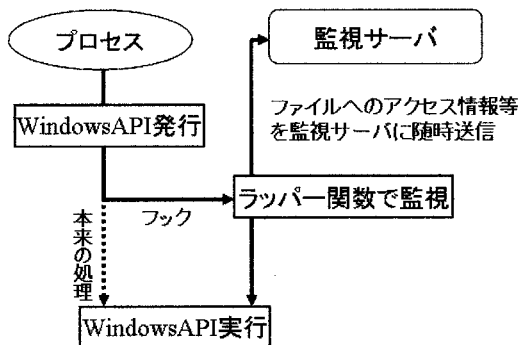 プロセス
監視サーバ
WindowsAPI発行
ファイルへのアクセス情報等
を監視サーバに随時送信
ラッパー関数で監視
フック
本来の処理
WindowsAPI実行